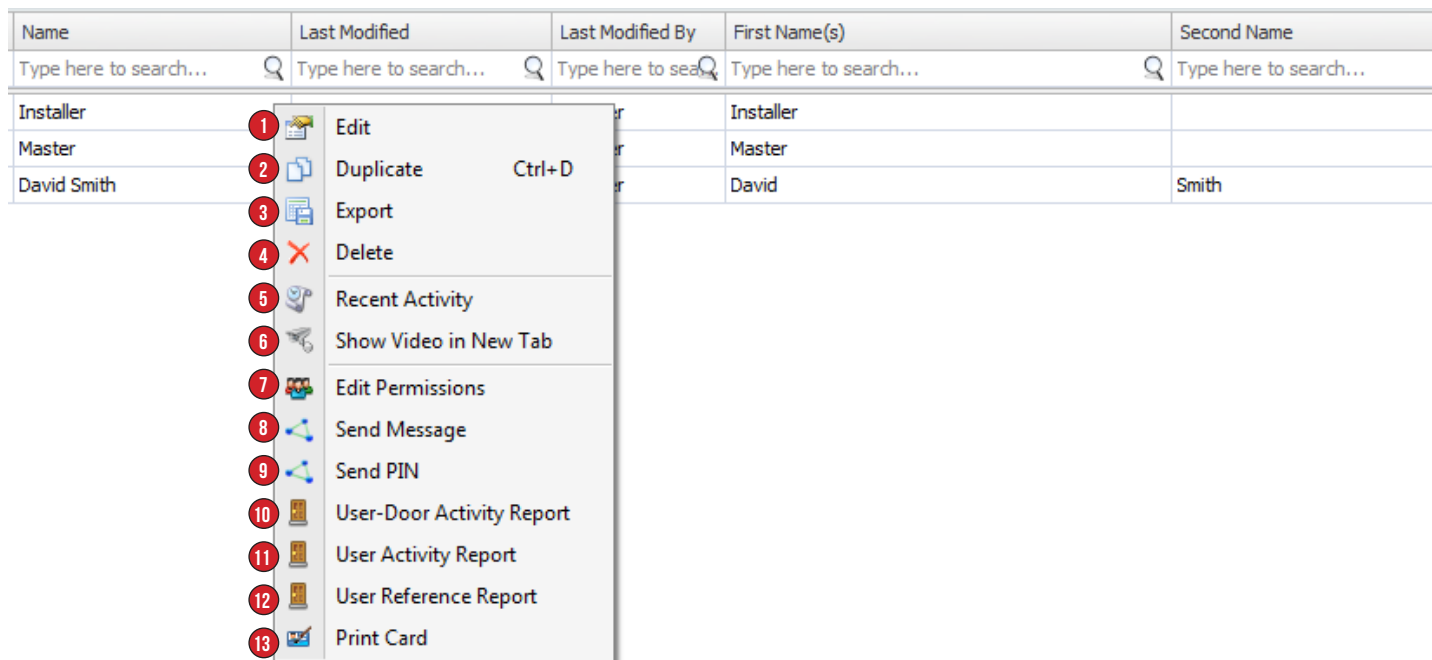 Name Last Modified Last Modified By First Name(s) Second Name
Type here to search... Type here to search... Type here to sea Type here to search... Type here to search...
Installer Installer
Master Master
David Smith David Smith
1 Edit
2 Duplicate Ctrl+D
3 Export
4 Delete
5 Recent Activity
6 Show Video in New Tab
7 Edit Permissions
8 Send Message
9 Send PIN
10 User-Door Activity Report
11 User Activity Report
12 User Reference Report
13 Print Card